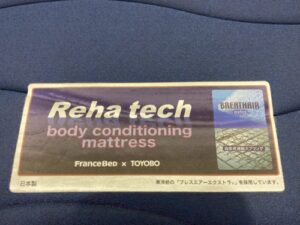 Reha tech
body conditioning
mattress
FRANCEBED × TOYOBO
BREATHAIR
日本製
東洋紡の「ブレスエアーエクストラ」を使用しています。